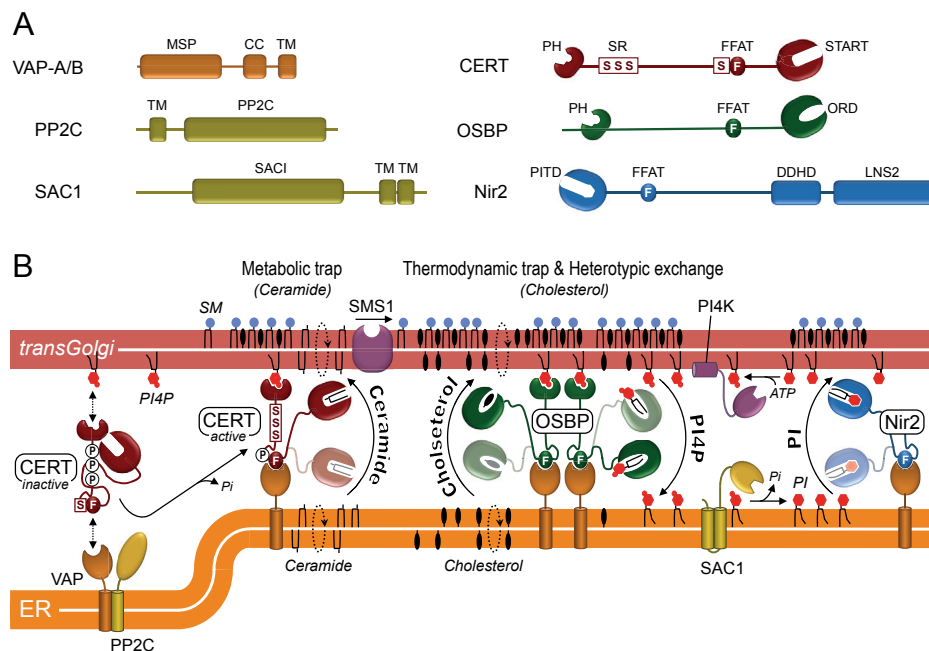 A
MSP CC TM
VAP-A/B
TM PP2C
PP2C
SACI TM TM
SAC1
PH SR FFAT START
CERT
S S S S F
PH FFAT ORD
OSBP
F
PITD FFAT DDHD LNS2
Nir2
F
B
Metabolic trap
(Ceramide)
Thermodynamic trap & Heterotypic exchange
(Cholesterol)
SM
SMS1
PI4K
transGolgi
PI4P
ATP
CERT
inactive
P
P
P
S F
CERT
active
S
S
S
P F
Pi
Ceramide
Cholseterol
OSBP
F F
PI4P
PI
Nir2
F
Pi
PI
VAP
Ceramide
Cholesterol
SAC1
ER
PP2C